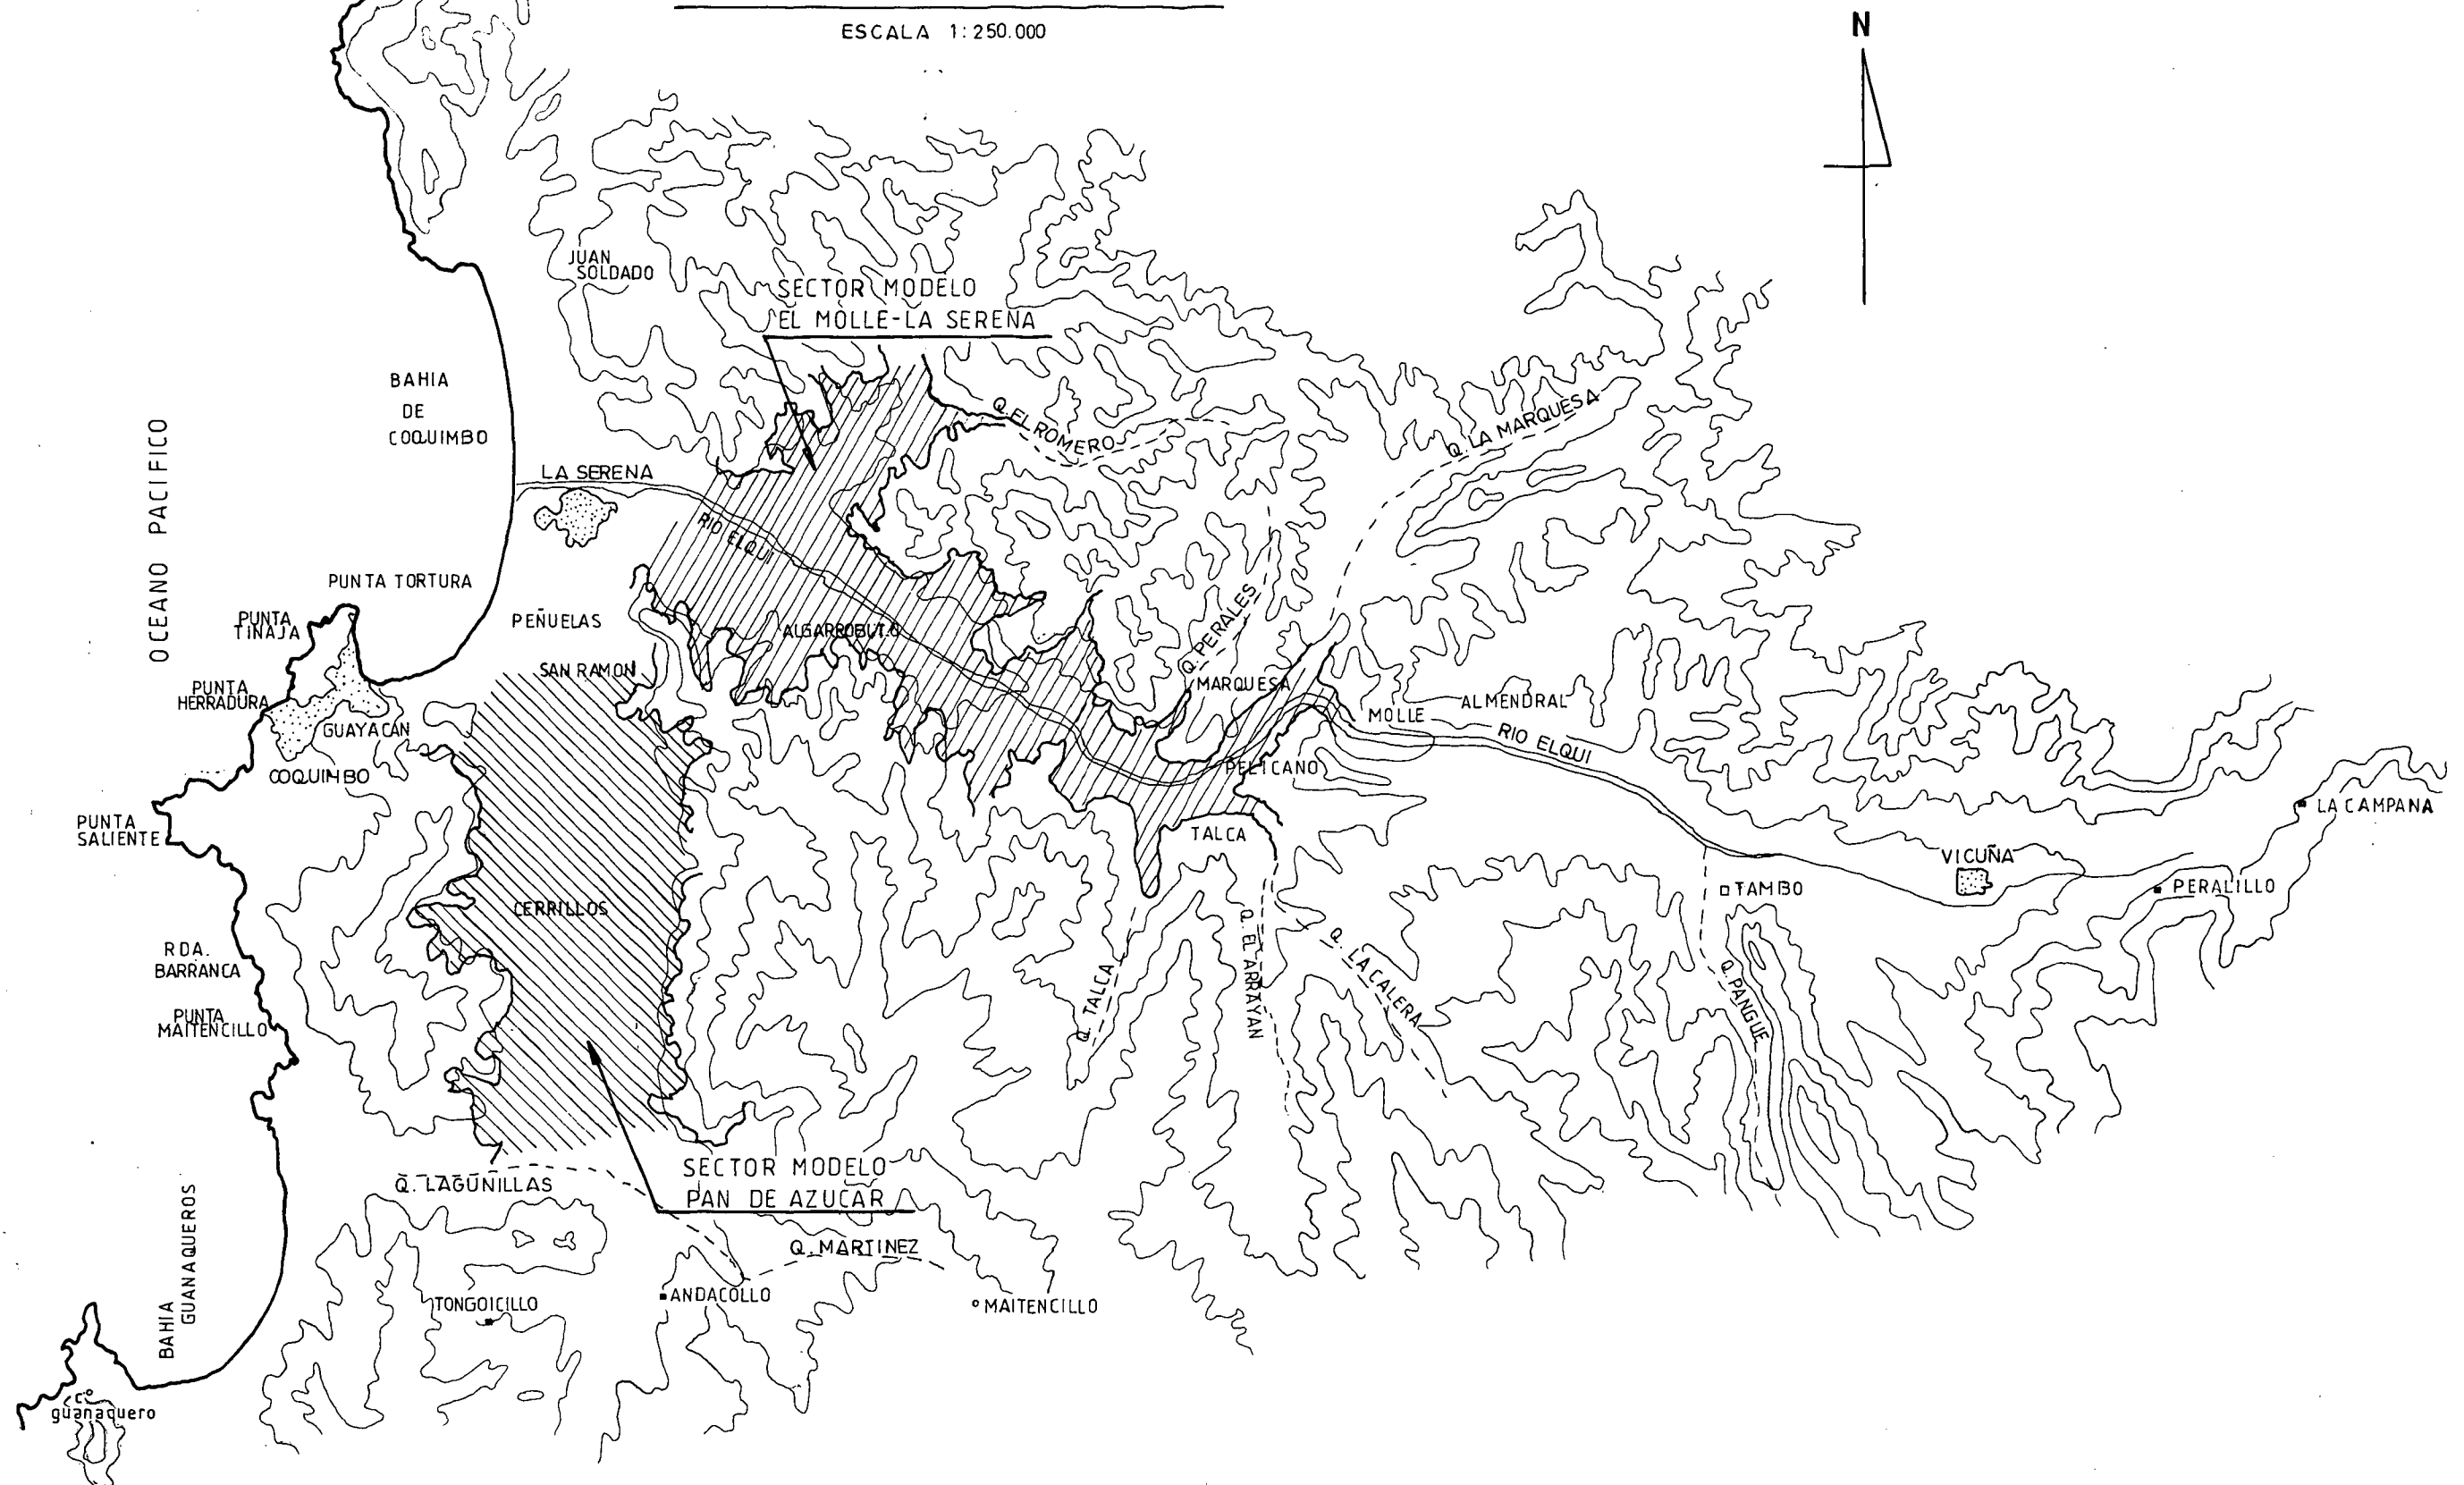 ESCALA 1:250.000
N
JUAN
SOLDADO
SECTOR MODELO
EL MOLLE-LA SERENA
BAHIA
DE
COQUIMBO
OCEANO PACIFICO
Q. EL ROMERO
Q. LA MARQUESA
LA SERENA
RIO ELQUI
PUNTA TORTURA
PUNTA
TINAJA
PEÑUELAS
ALGARROBITO
Q. PERALES
SAN RAMON
MARQUESA
PUNTA
HERRADURA
GUAYACAN
MOLLE
ALMENDRAL
RIO ELQUI
COQUIMBO
PELICANO
PUNTA
SALIENTE
TALCA
LA CAMPANA
VICUÑA
TAMBO
PERALILLO
CERRILLOS
RDA.
BARRANCA
Q. TALCA
Q. EL ARRAYAN
Q. LA CALERA
Q. PANGUE
PUNTA
MAITENCILLO
SECTOR MODELO
PAN DE AZUCAR
Q. LAGUNILLAS
BAHIA
GUANAQUEROS
Q. MARTINEZ
TONGOICILLO
ANDACOLLO
MAITENCILLO
Cº
guanaquero